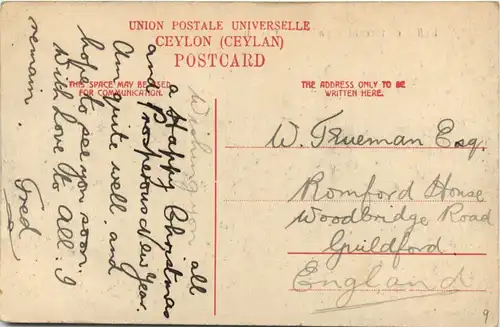 UNION POSTALE UNIVERSELLE
CEYLON (CEYLAN)
POSTCARD
THIS SPACE MAY BE USED
FOR COMMUNICATION.
THE ADDRESS ONLY TO BE
WRITTEN HERE.
Wishing you all
a Happy Christmas
and Prosperous New Year.
Am quite well and
hope to see you soon.
With love to all. I
remain. Fred
W. Trueman Esq.
Romford House
Woodbridge Road
Guildford.
England
9